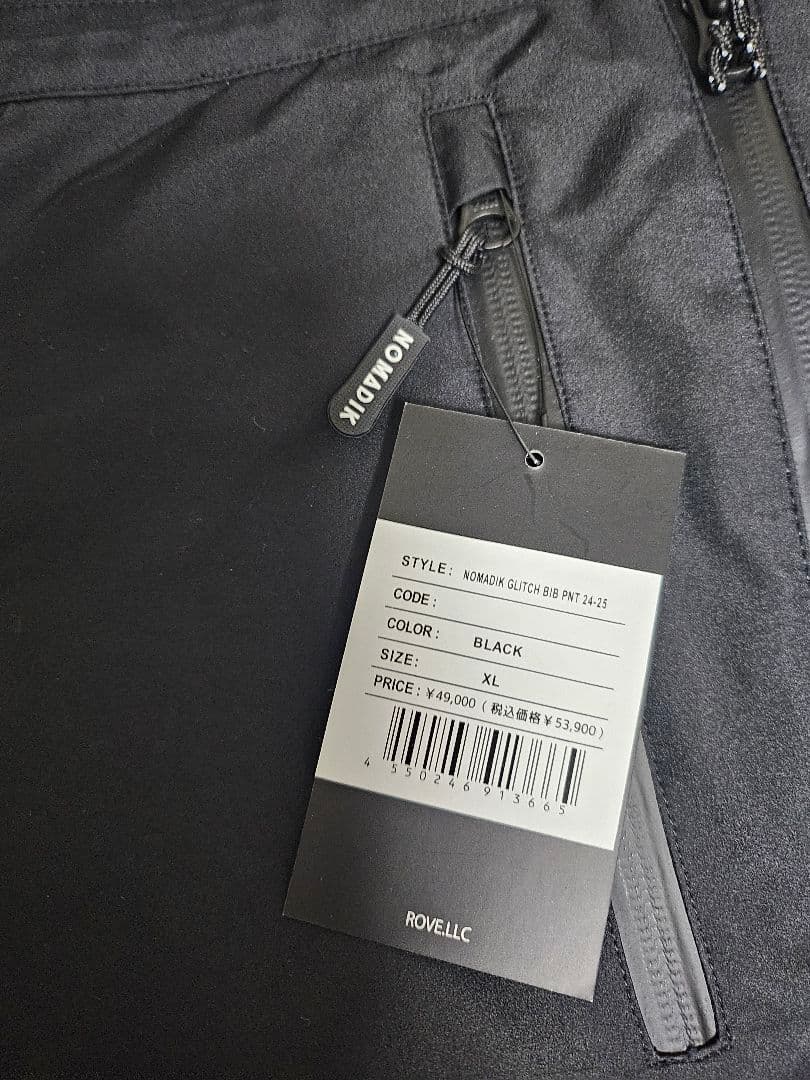 NOMADIK
STYLE: NOMADIK GLITCH BIB PNT 24-25
CODE:
COLOR: BLACK
SIZE: XL
PRICE: ¥49,000 (税込価格¥53,900)
4 550246 913665
ROVE.LLC